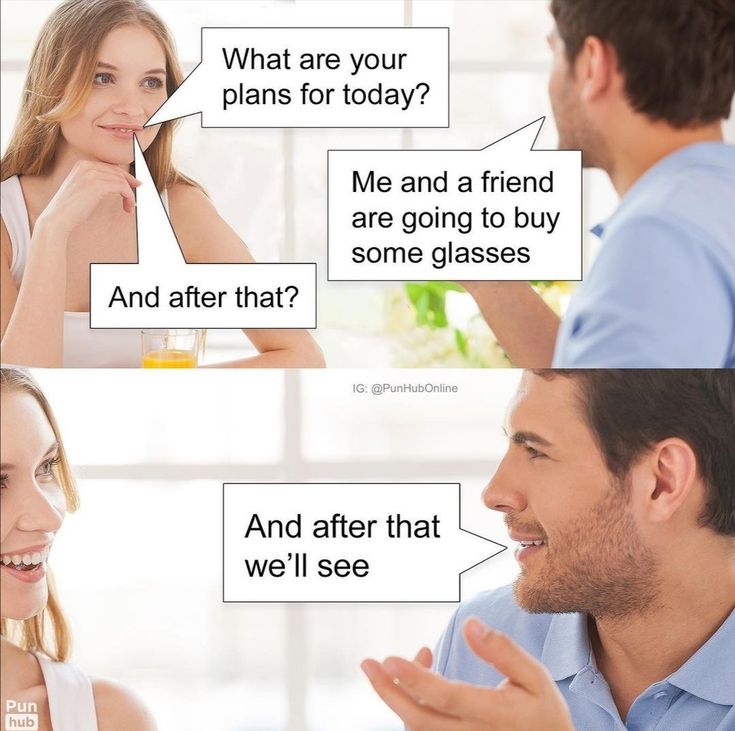 What are your
plans for today?
Me and a friend
are going to buy
some glasses
And after that?
IG: @PunHubOnline
And after that
we'll see
Pun
hub